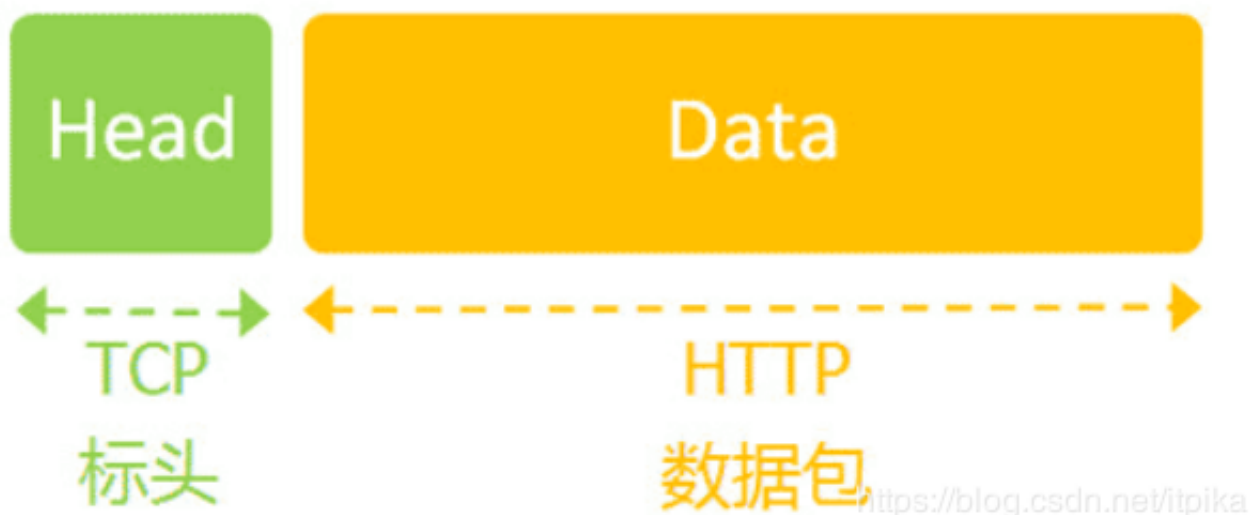 Head Data
TCP HTTP
标头 数据包
https://blog.csdn.net/itpika